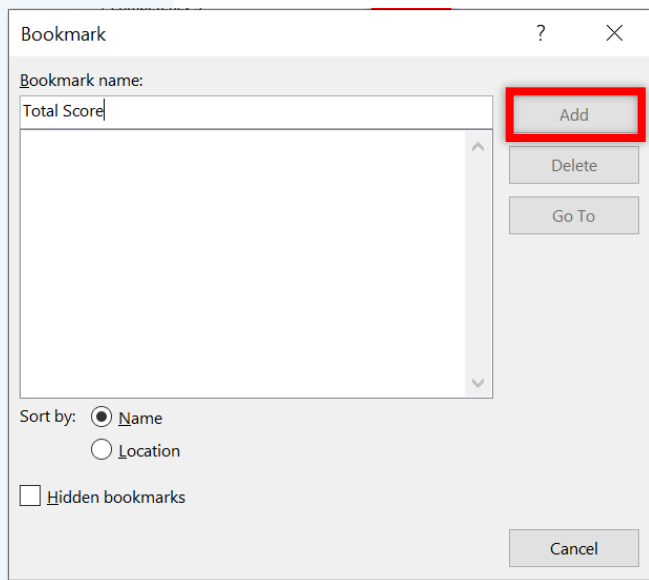 Bookmark
?
Bookmark name:
Total Score
Add
Delete
Go To
Sort by:
Name
Location
Hidden bookmarks
Cancel